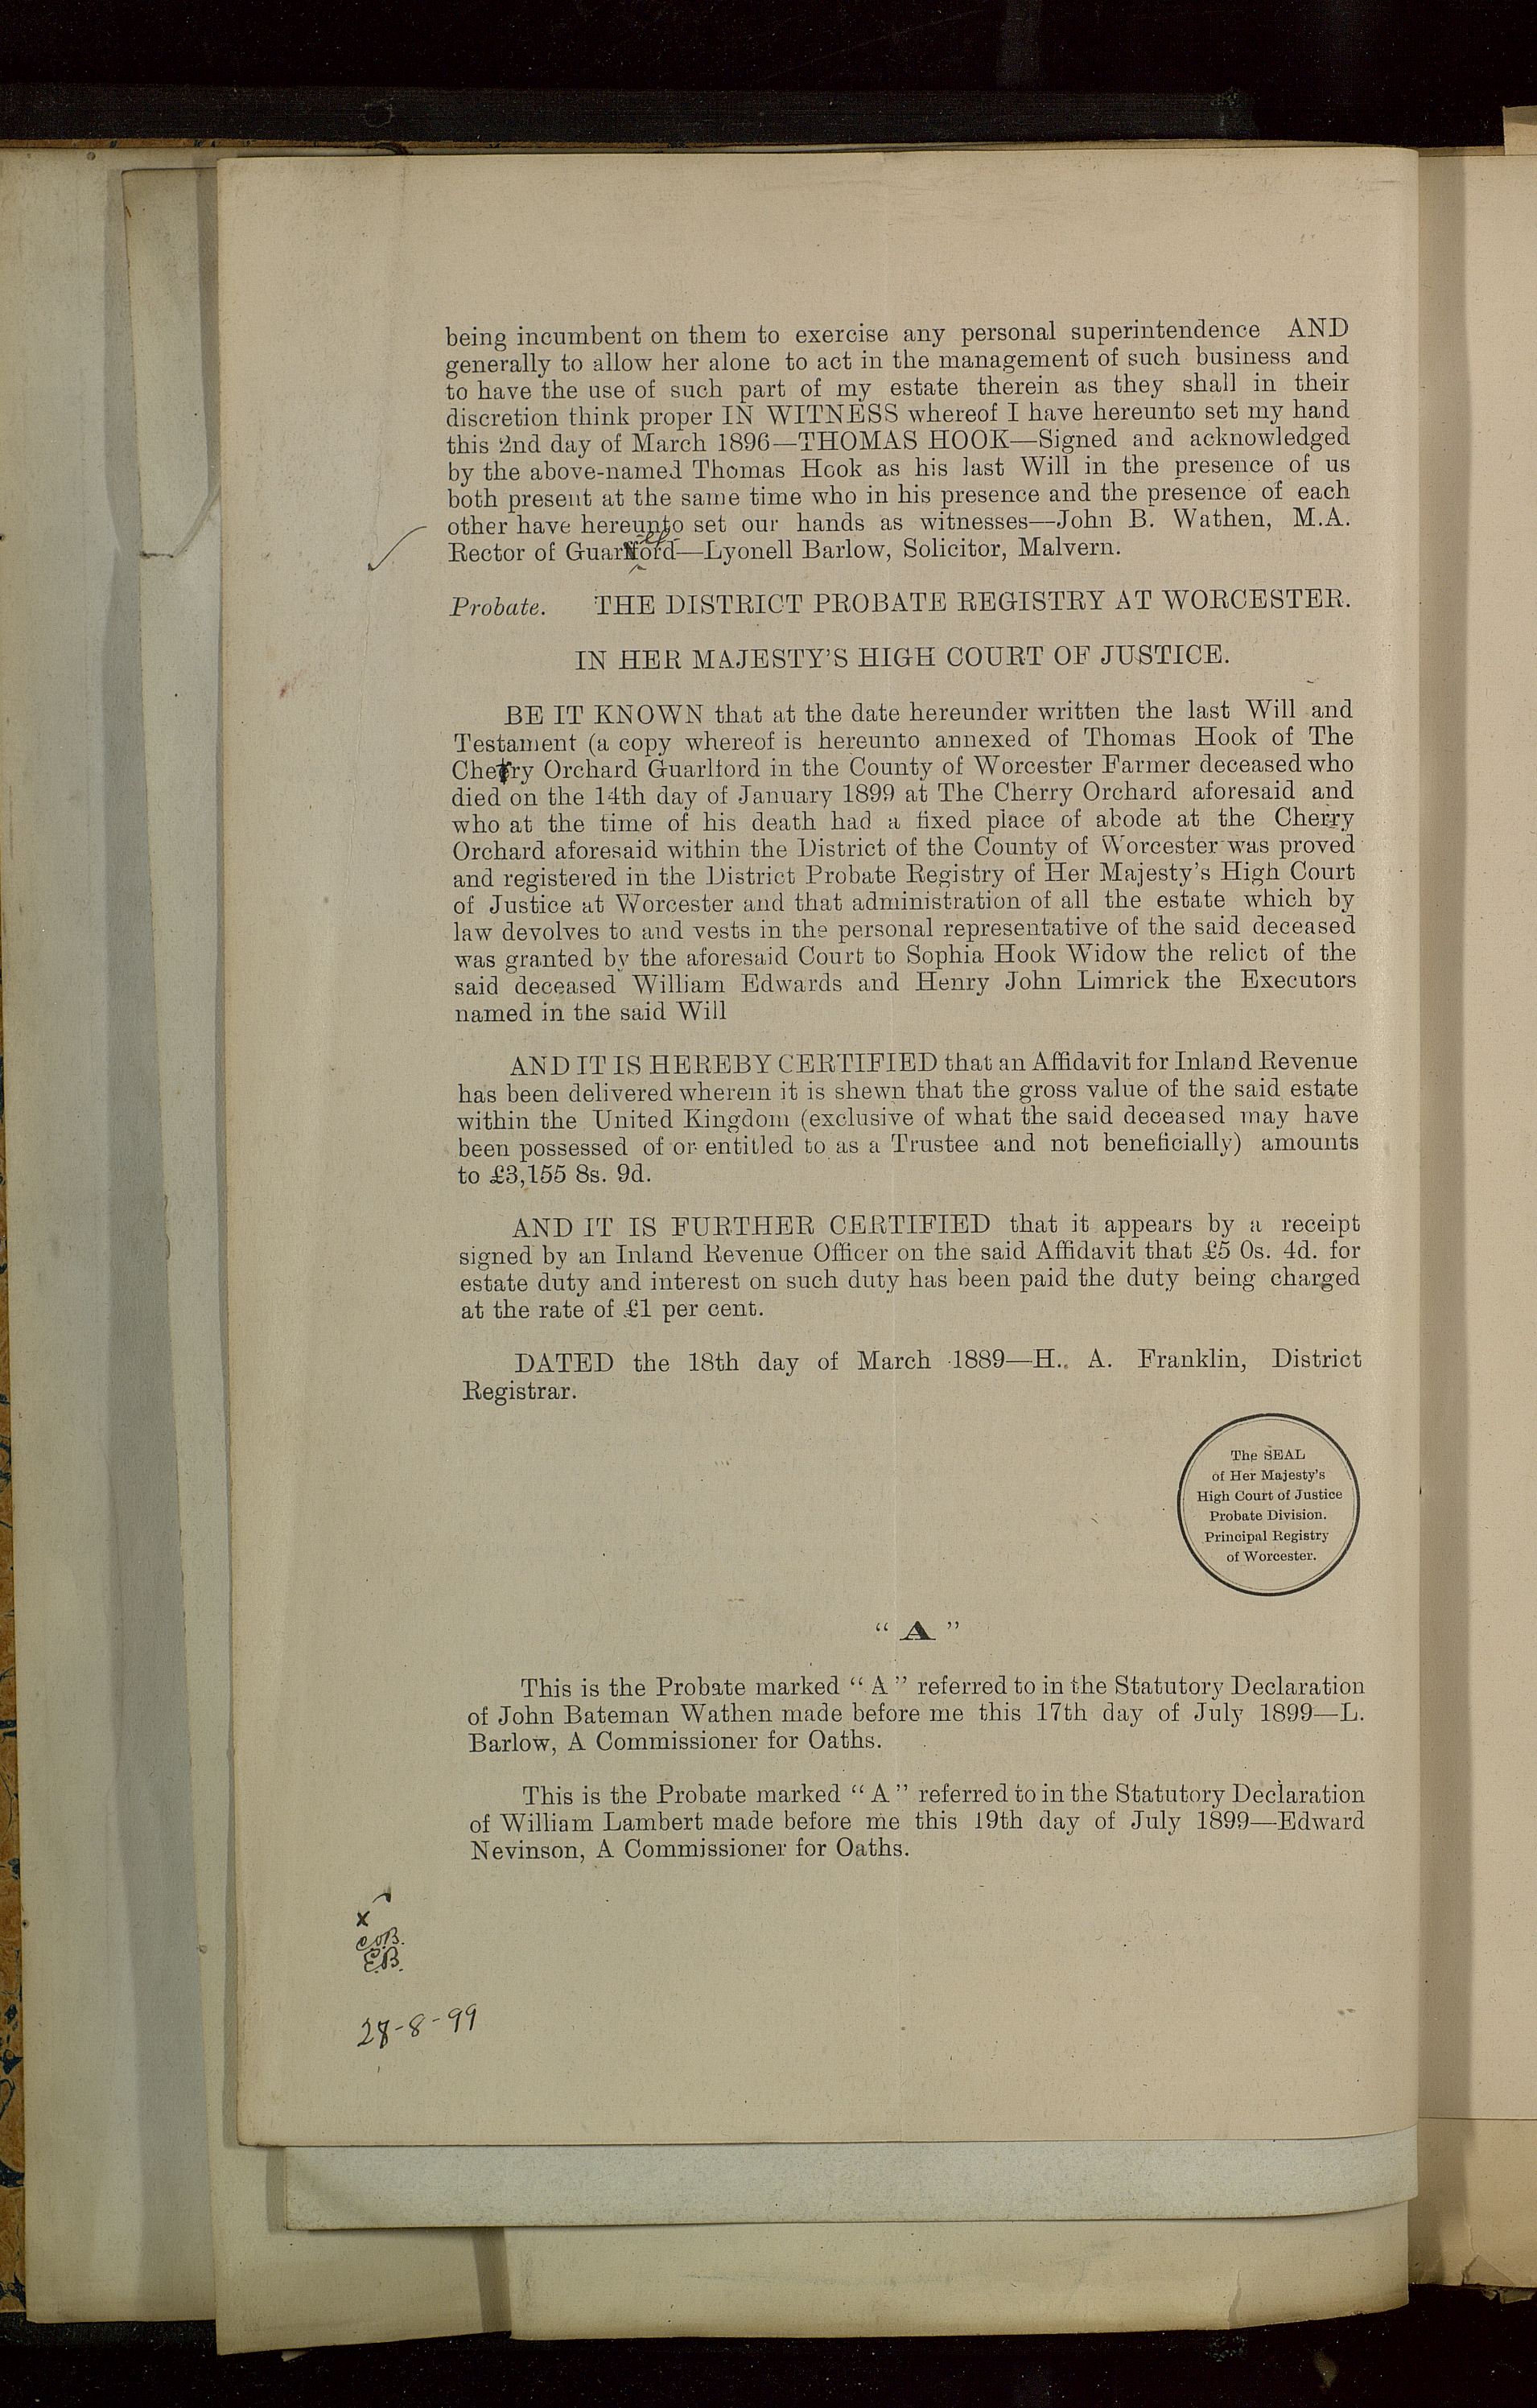 being incumbent on them to exercise any personal superintendence AND
generally to allow her alone to act in the management of such business and
to have the use of such part of my estate therein as they shall in their
discretion think proper IN WITNESS whereof I have hereunto set my hand
this 2nd day of March 1896—THOMAS HOOK—Signed and acknowledged
by the above-named Thomas Hook as his last Will in the presence of us
both present at the same time who in his presence and the presence of each
other have hereunto set our hands as witnesses—John B. Wathen, M.A.
Rector of Guarlford—Lyonell Barlow, Solicitor, Malvern.
Probate. THE DISTRICT PROBATE REGISTRY AT WORCESTER.
IN HER MAJESTY'S HIGH COURT OF JUSTICE.
BE IT KNOWN that at the date hereunder written the last Will and
Testament (a copy whereof is hereunto annexed of Thomas Hook of The
Cherry Orchard Guarlford in the County of Worcester Farmer deceased who
died on the 14th day of January 1899 at The Cherry Orchard aforesaid and
who at the time of his death had a fixed place of abode at the Cherry
Orchard aforesaid within the District of the County of Worcester was proved
and registered in the District Probate Registry of Her Majesty's High Court
of Justice at Worcester and that administration of all the estate which by
law devolves to and vests in the personal representative of the said deceased
was granted by the aforesaid Court to Sophia Hook Widow the relict of the
said deceased William Edwards and Henry John Limrick the Executors
named in the said Will
AND IT IS HEREBY CERTIFIED that an Affidavit for Inland Revenue
has been delivered wherein it is shewn that the gross value of the said estate
within the United Kingdom (exclusive of what the said deceased may have
been possessed of or entitled to as a Trustee and not beneficially) amounts
to £3,155 8s. 9d.
AND IT IS FURTHER CERTIFIED that it appears by a receipt
signed by an Inland Revenue Officer on the said Affidavit that £5 0s. 4d. for
estate duty and interest on such duty has been paid the duty being charged
at the rate of £1 per cent.
DATED the 18th day of March 1889—H. A. Franklin, District
Registrar.
The SEAL
of Her Majesty's
High Court of Justice
Probate Division.
Principal Registry
of Worcester.
“ A ”
This is the Probate marked “ A ” referred to in the Statutory Declaration
of John Bateman Wathen made before me this 17th day of July 1899—L.
Barlow, A Commissioner for Oaths.
This is the Probate marked “ A ” referred to in the Statutory Declaration
of William Lambert made before me this 19th day of July 1899—Edward
Nevinson, A Commissioner for Oaths.
x
E.B.
28-8-99